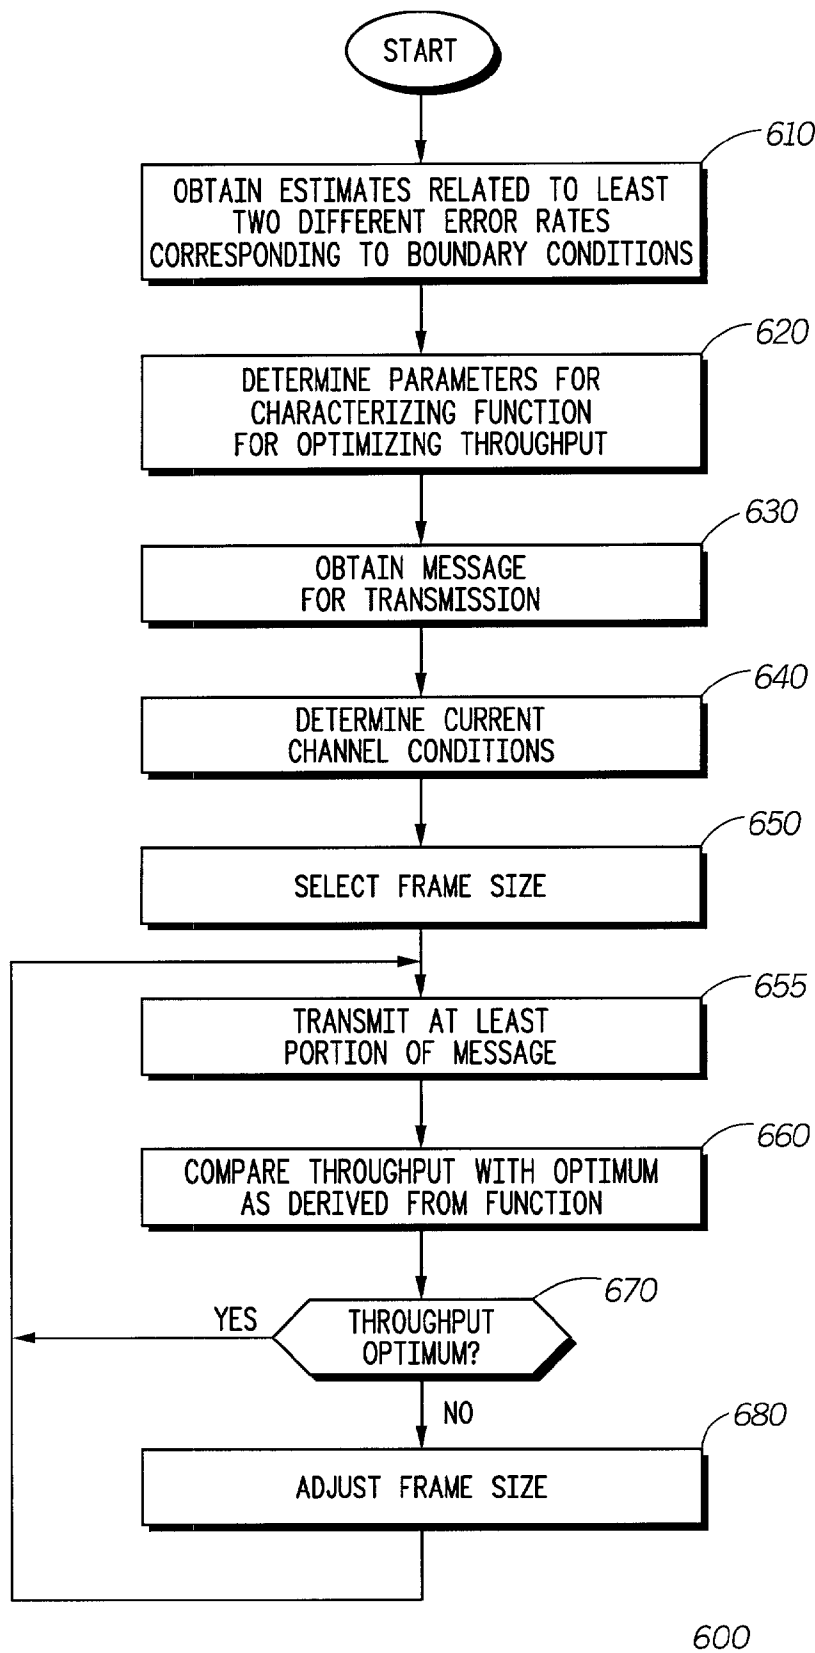 START
610
OBTAIN ESTIMATES RELATED TO LEAST
TWO DIFFERENT ERROR RATES
CORRESPONDING TO BOUNDARY CONDITIONS
620
DETERMINE PARAMETERS FOR
CHARACTERIZING FUNCTION
FOR OPTIMIZING THROUGHPUT
630
OBTAIN MESSAGE
FOR TRANSMISSION
640
DETERMINE CURRENT
CHANNEL CONDITIONS
650
SELECT FRAME SIZE
655
TRANSMIT AT LEAST
PORTION OF MESSAGE
660
COMPARE THROUGHPUT WITH OPTIMUM
AS DERIVED FROM FUNCTION
670
YES
THROUGHPUT
OPTIMUM?
NO
680
ADJUST FRAME SIZE
600